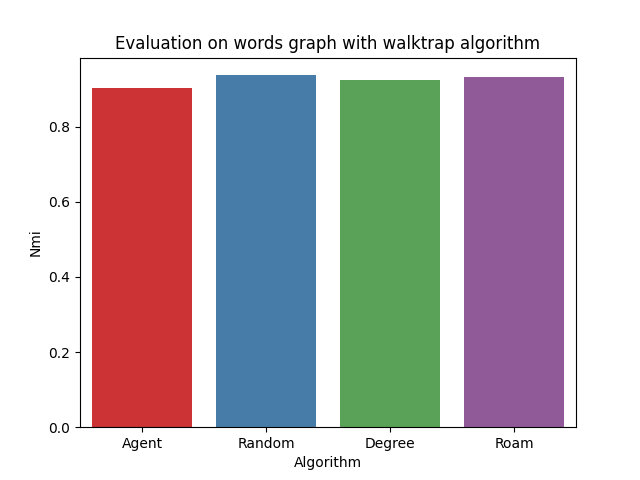 Evaluation on words graph with walktrap algorithm
Nmi
0.8
0.6
0.4
0.2
0.0
Agent Random Degree Roam
Algorithm